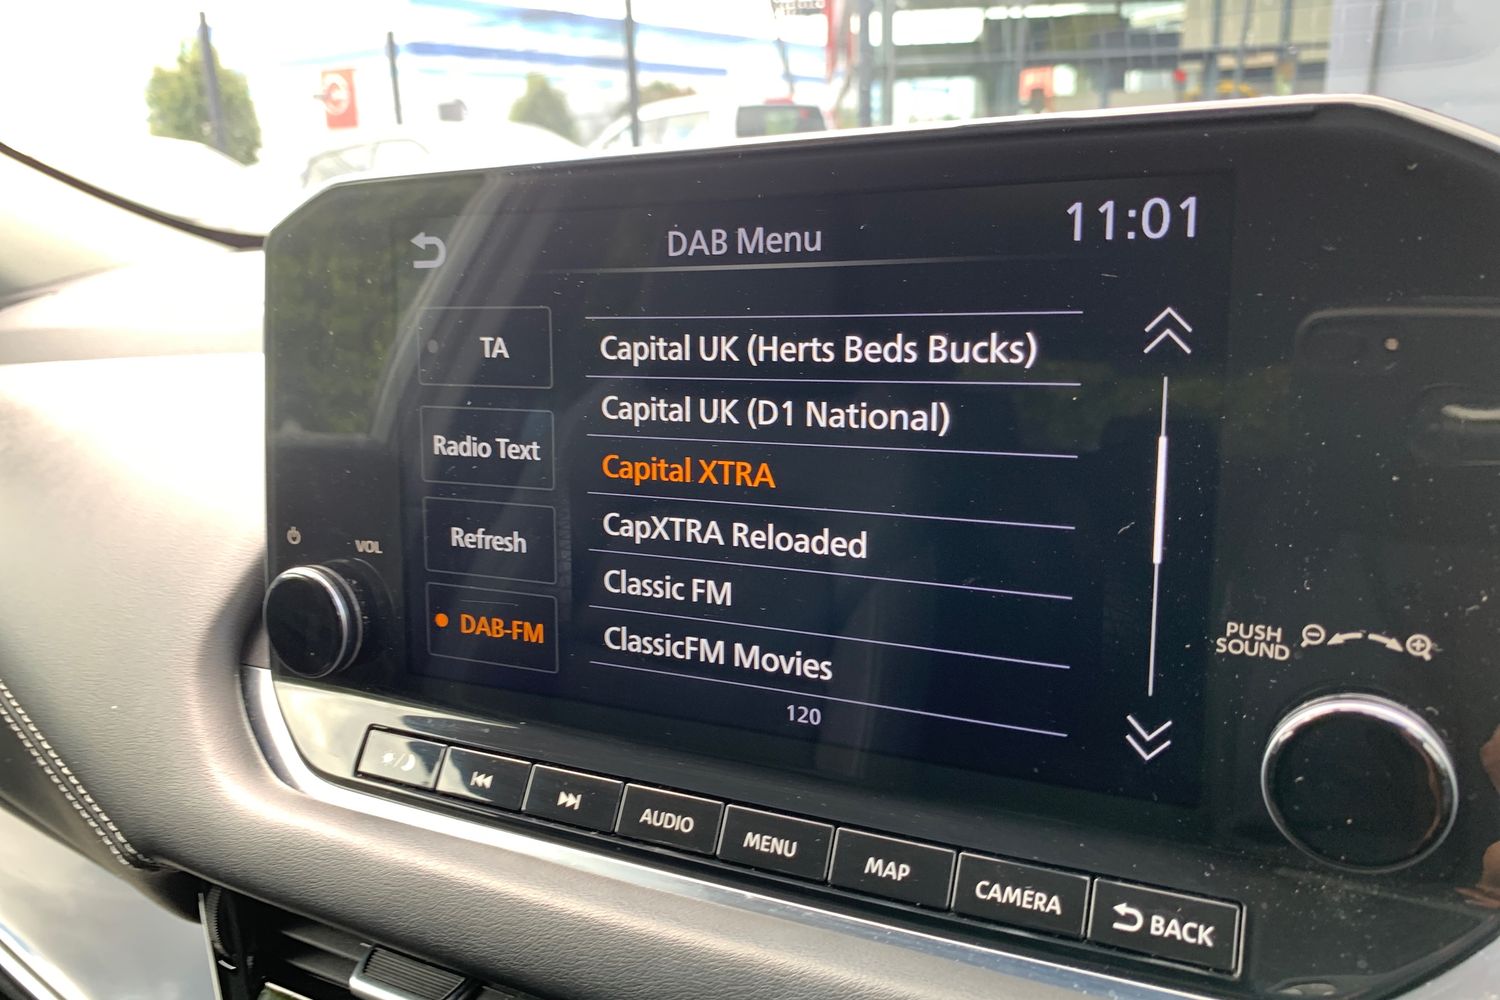 DAB Menu
11:01
TA
Radio Text
Refresh
DAB-FM
Capital UK (Herts Beds Bucks)
Capital UK (D1 National)
Capital XTRA
CapXTRA Reloaded
Classic FM
ClassicFM Movies
120
VOL
PUSH
SOUND
AUDIO
MENU
MAP
CAMERA
BACK